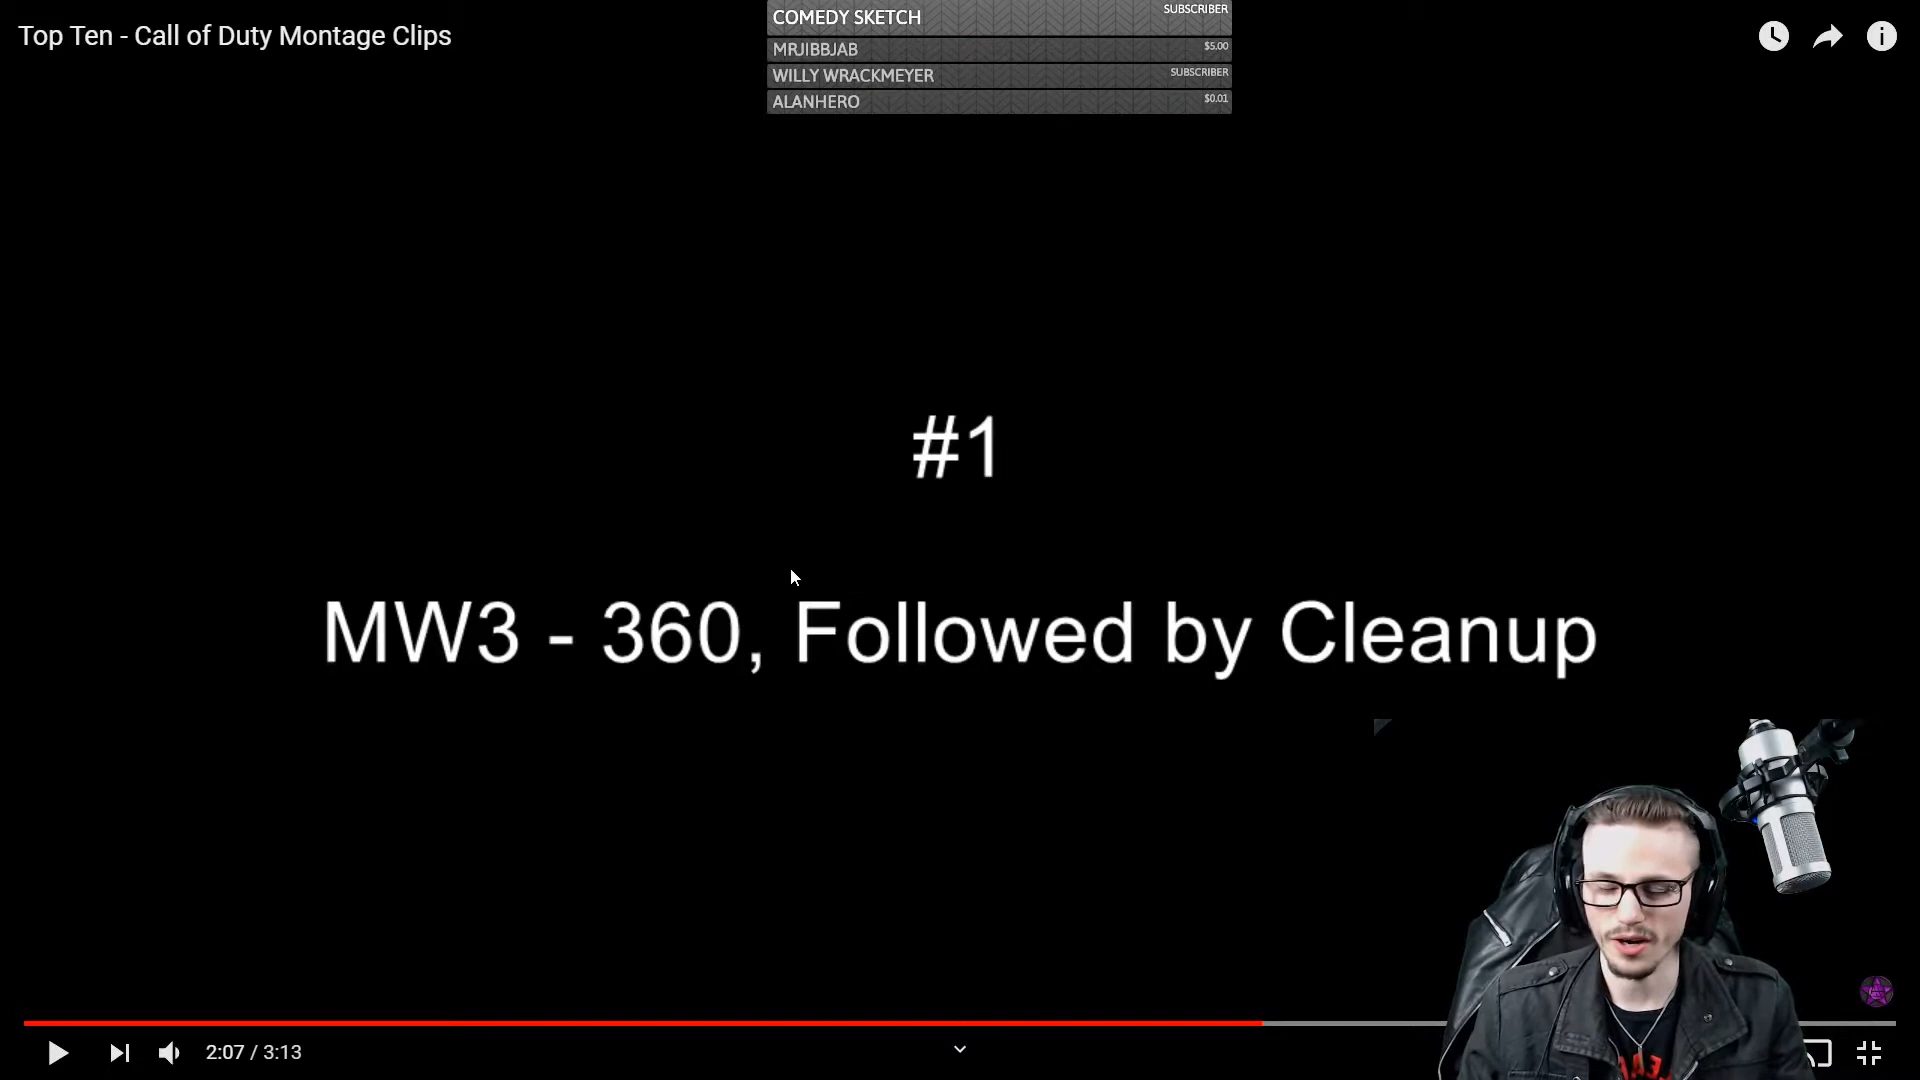 Top Ten - Call of Duty Montage Clips
COMEDY SKETCH SUBSCRIBER
MRJIBBJAB $5.00
WILLY WRACKMEYER SUBSCRIBER
ALANHERO $0.01
#1
MW3 - 360, Followed by Cleanup
2:07 / 3:13